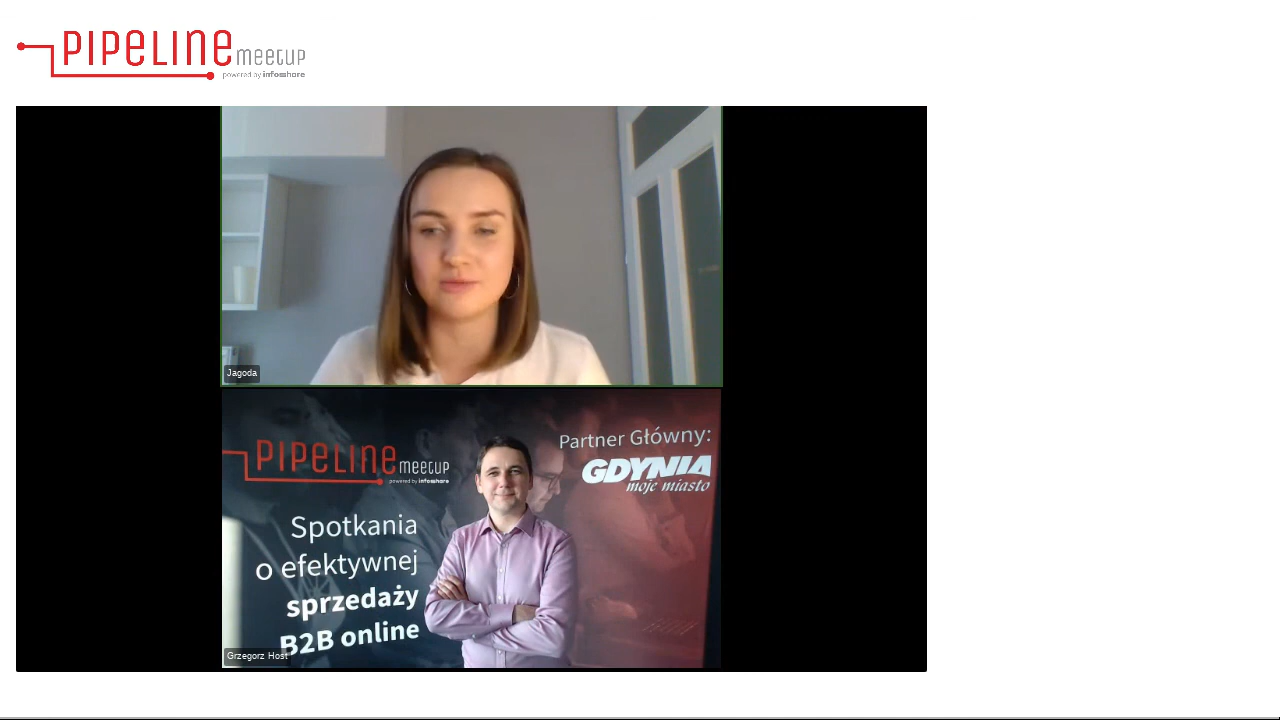 PIPELINE meetup
powered by infoshare
Jagoda
PIPELINE meetup
powered by infoshare
Partner Główny:
GDYNIA
moje miasto
Spotkania
o efektywnej
sprzedaży
B2B online
Grzegorz Host